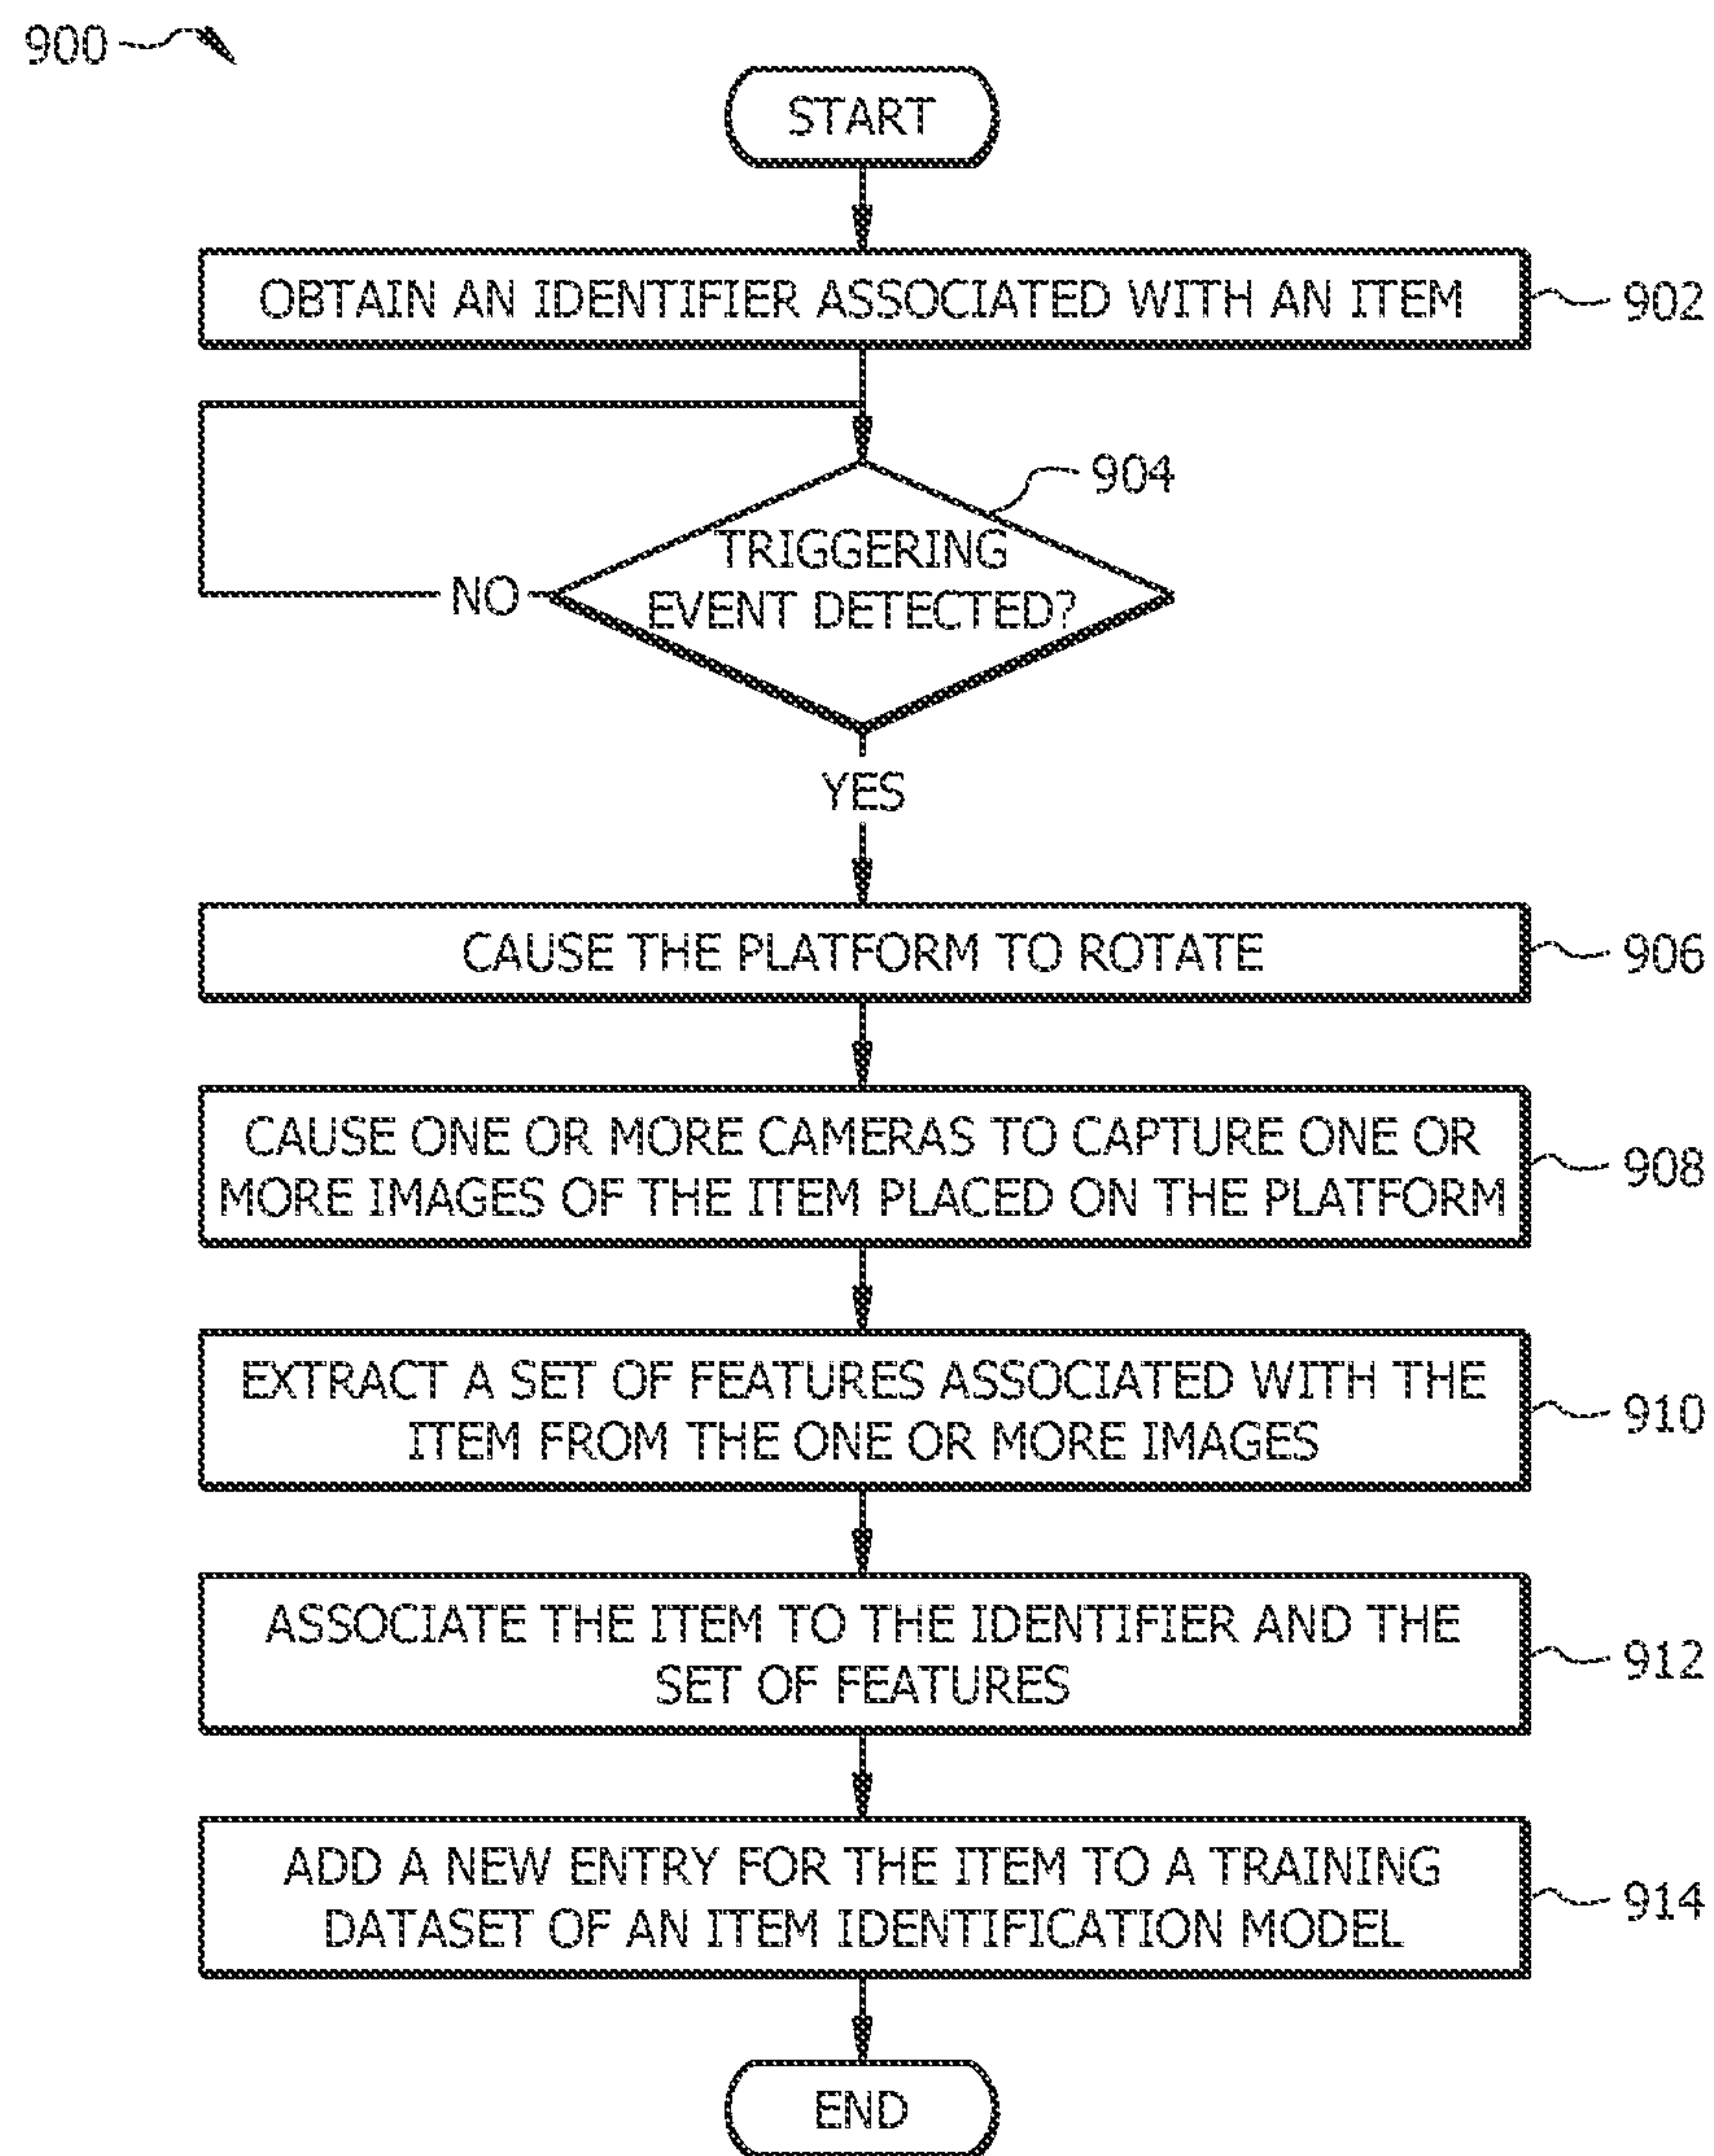 900
START
OBTAIN AN IDENTIFIER ASSOCIATED WITH AN ITEM
902
904
TRIGGERING
EVENT DETECTED?
NO
YES
CAUSE THE PLATFORM TO ROTATE
906
CAUSE ONE OR MORE CAMERAS TO CAPTURE ONE OR
MORE IMAGES OF THE ITEM PLACED ON THE PLATFORM
908
EXTRACT A SET OF FEATURES ASSOCIATED WITH THE
ITEM FROM THE ONE OR MORE IMAGES
910
ASSOCIATE THE ITEM TO THE IDENTIFIER AND THE
SET OF FEATURES
912
ADD A NEW ENTRY FOR THE ITEM TO A TRAINING
DATASET OF AN ITEM IDENTIFICATION MODEL
914
END